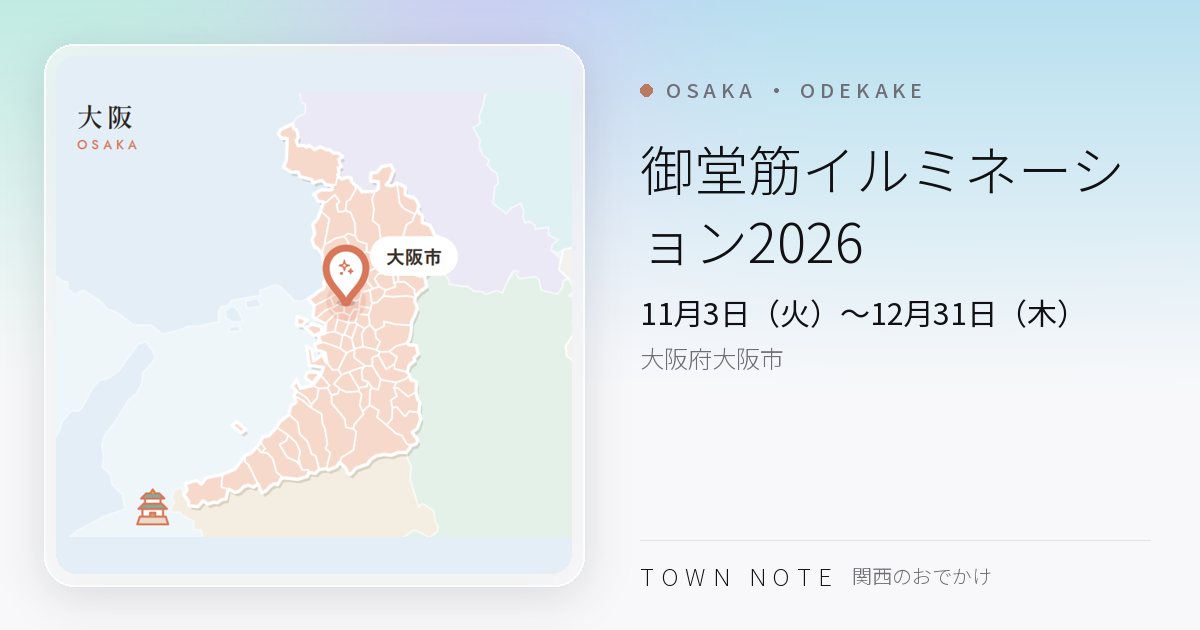 大阪
OSAKA
大阪市
OSAKA • ODEKAKE
御堂筋イルミネーシ
ョン2026
11月3日（火）〜12月31日（木）
大阪府大阪市
TOWN NOTE 関西のおでかけ